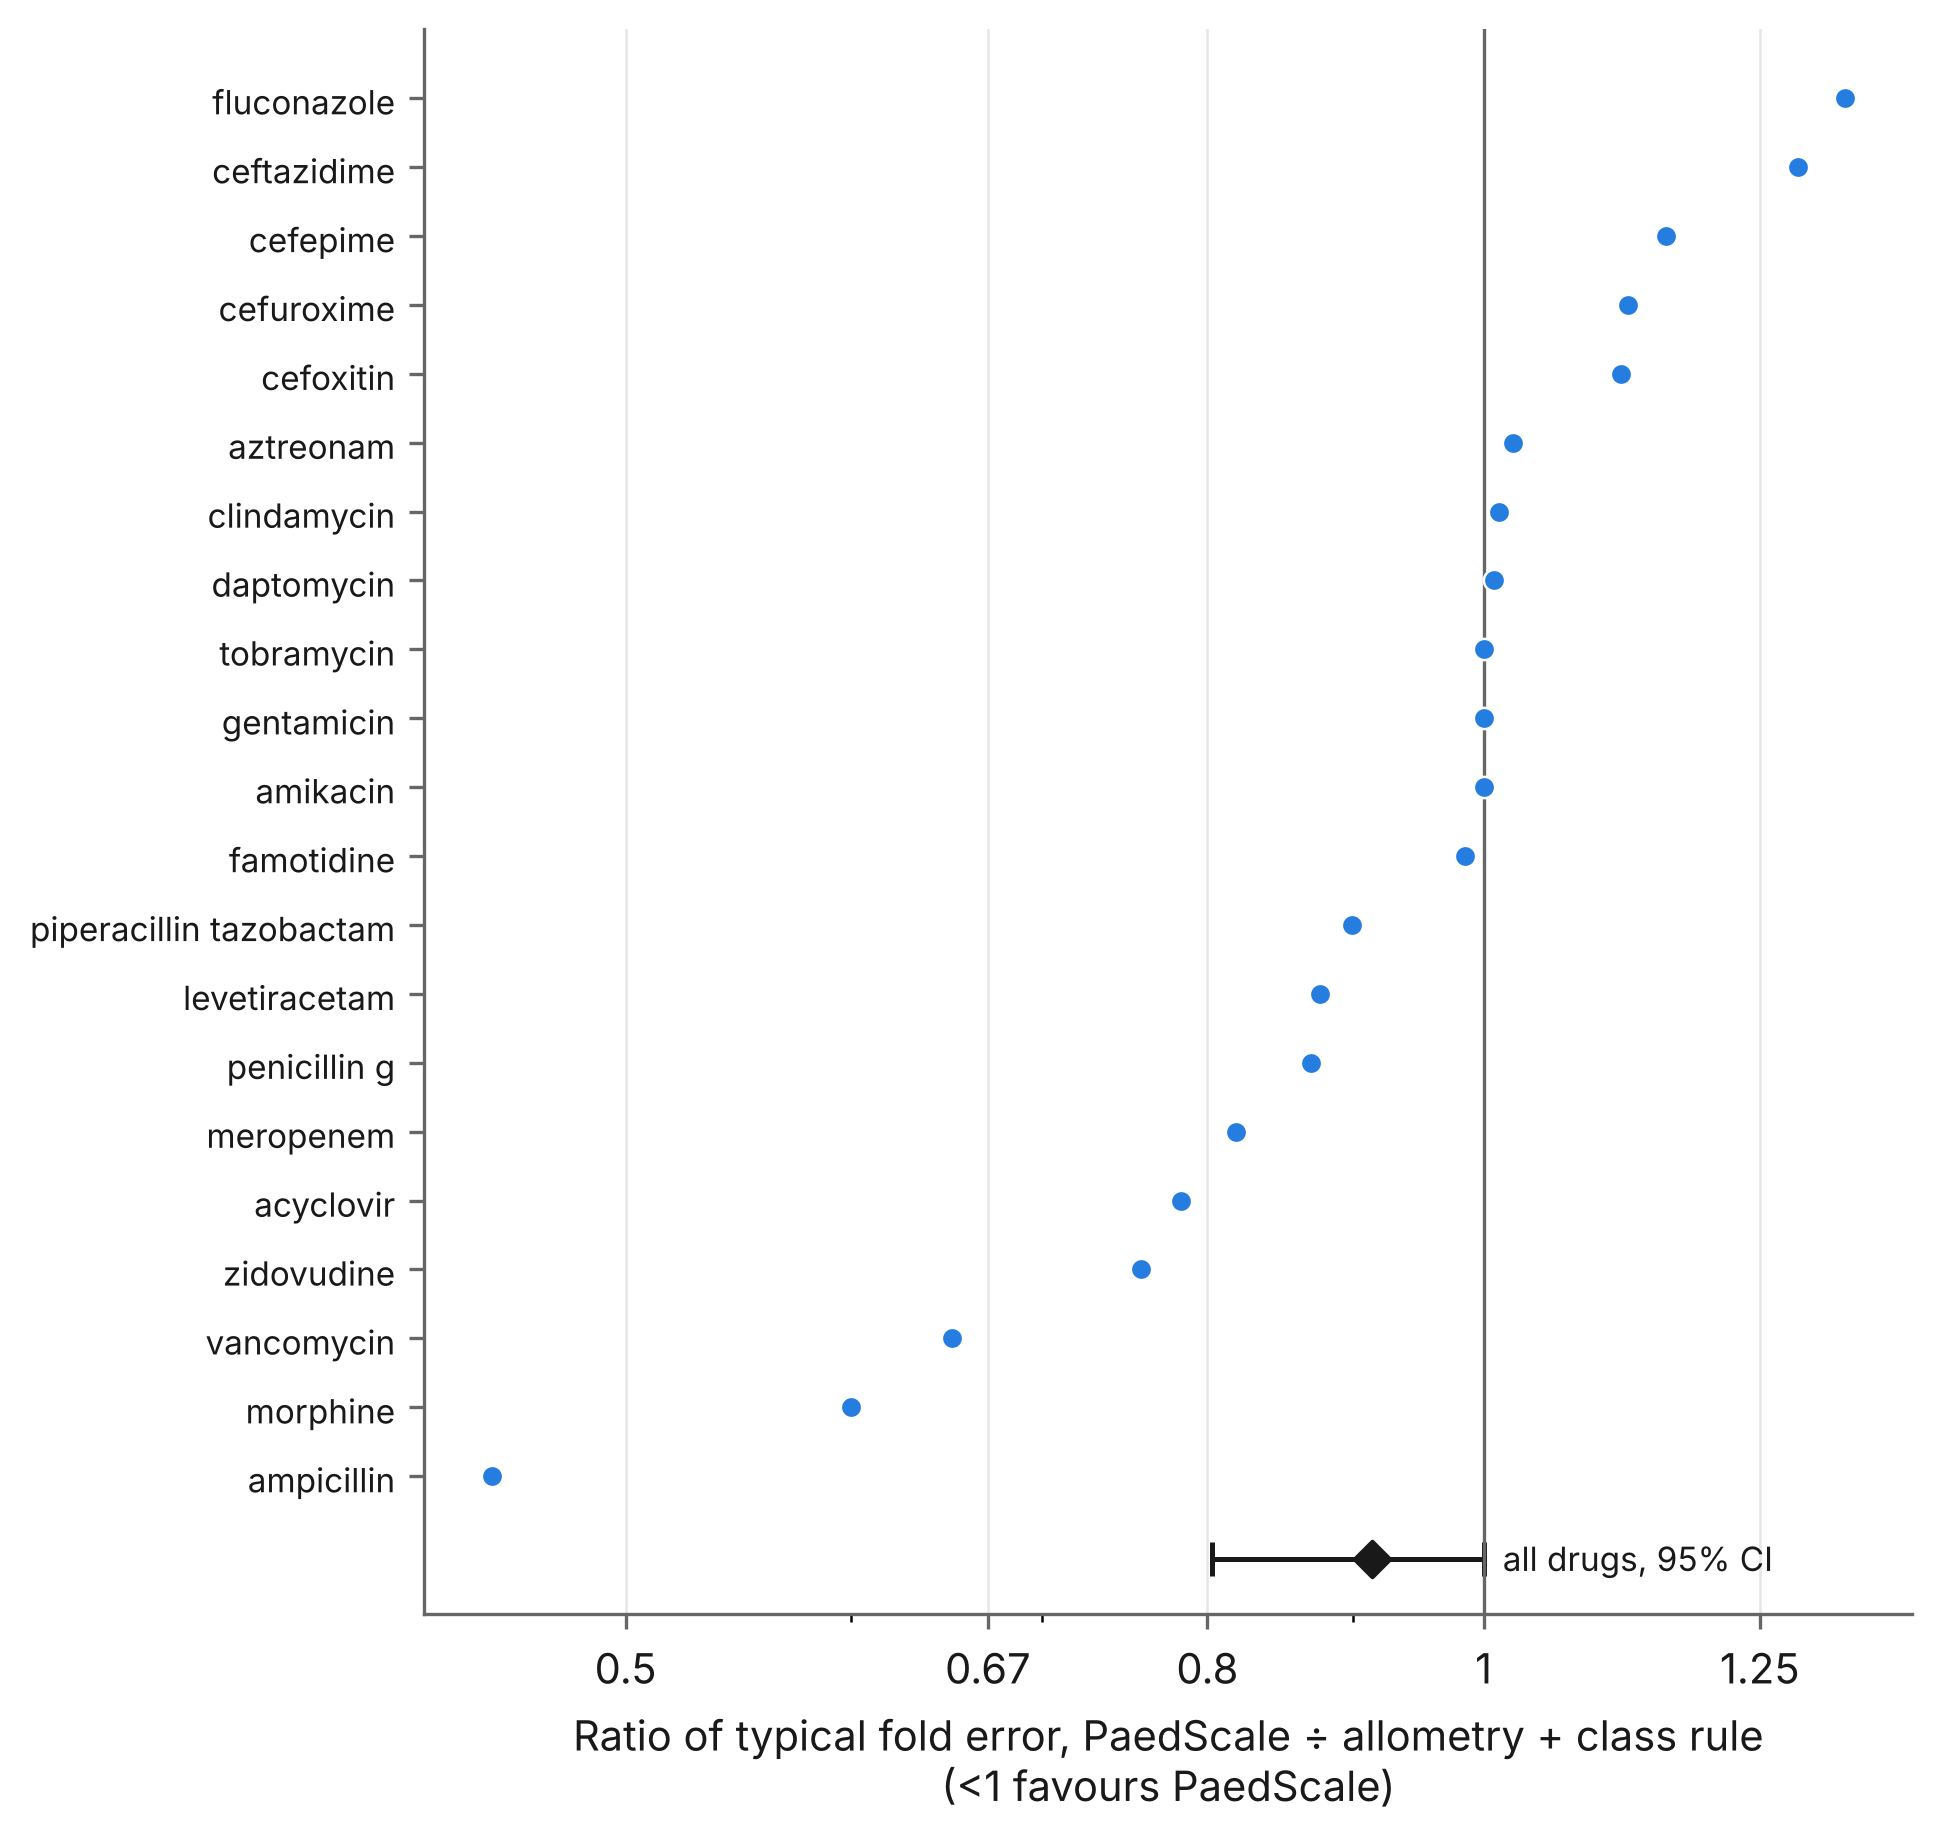 fluconazole
ceftazidime
cefepime
cefuroxime
cefoxitin
aztreonam
clindamycin
daptomycin
tobramycin
gentamicin
amikacin
famotidine
piperacillin tazobactam
levetiracetam
penicillin g
meropenem
acyclovir
zidovudine
vancomycin
morphine
ampicillin
all drugs, 95% CI
0.5 0.67 0.8 1 1.25
Ratio of typical fold error, PaedScale ÷ allometry + class rule
(<1 favours PaedScale)